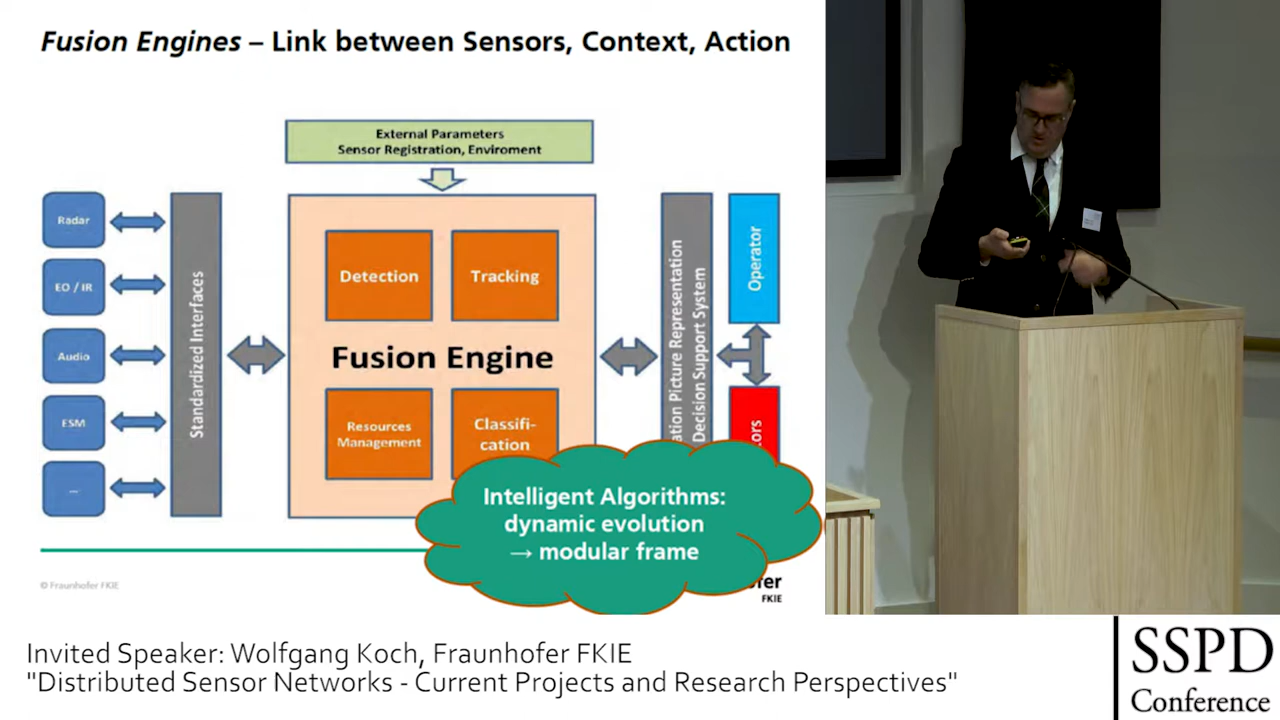 Fusion Engines – Link between Sensors, Context, Action
External Parameters
Sensor Registration, Enviroment
Radar
EO / IR
Audio
ESM
...
Standardized Interfaces
Detection
Tracking
Fusion Engine
Resources
Management
Classifi-
cation
Picture Representation
Decision Support System
Operator
Intelligent Algorithms:
dynamic evolution
→ modular frame
© Fraunhofer FKIE
FKIE
Invited Speaker: Wolfgang Koch, Fraunhofer FKIE
"Distributed Sensor Networks - Current Projects and Research Perspectives"
SSPD
Conference